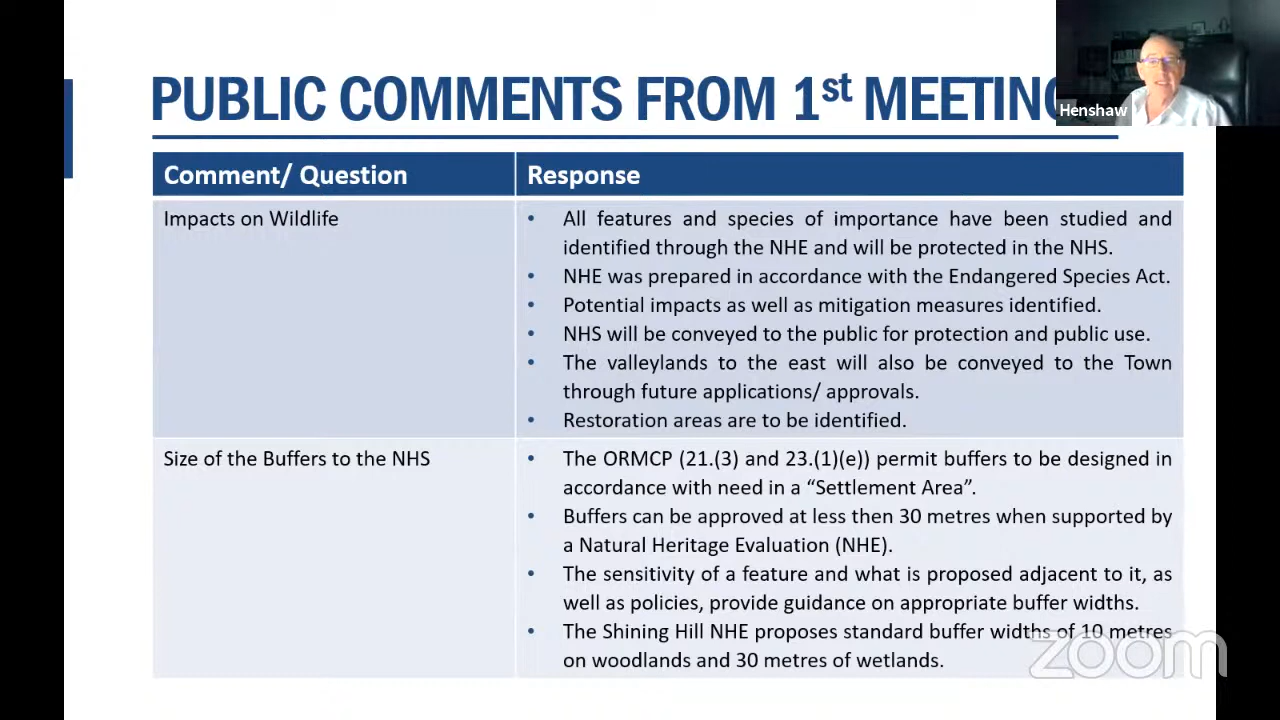 PUBLIC COMMENTS FROM 1st MEETING
Henshaw
Comment/ Question
Response
Impacts on Wildlife
• All features and species of importance have been studied and
identified through the NHE and will be protected in the NHS.
• NHE was prepared in accordance with the Endangered Species Act.
• Potential impacts as well as mitigation measures identified.
• NHS will be conveyed to the public for protection and public use.
• The valleylands to the east will also be conveyed to the Town
through future applications/ approvals.
• Restoration areas are to be identified.
Size of the Buffers to the NHS
• The ORMCP (21.(3) and 23.(1)(e)) permit buffers to be designed in
accordance with need in a “Settlement Area”.
• Buffers can be approved at less then 30 metres when supported by
a Natural Heritage Evaluation (NHE).
• The sensitivity of a feature and what is proposed adjacent to it, as
well as policies, provide guidance on appropriate buffer widths.
• The Shining Hill NHE proposes standard buffer widths of 10 metres
on woodlands and 30 metres of wetlands.
zoom